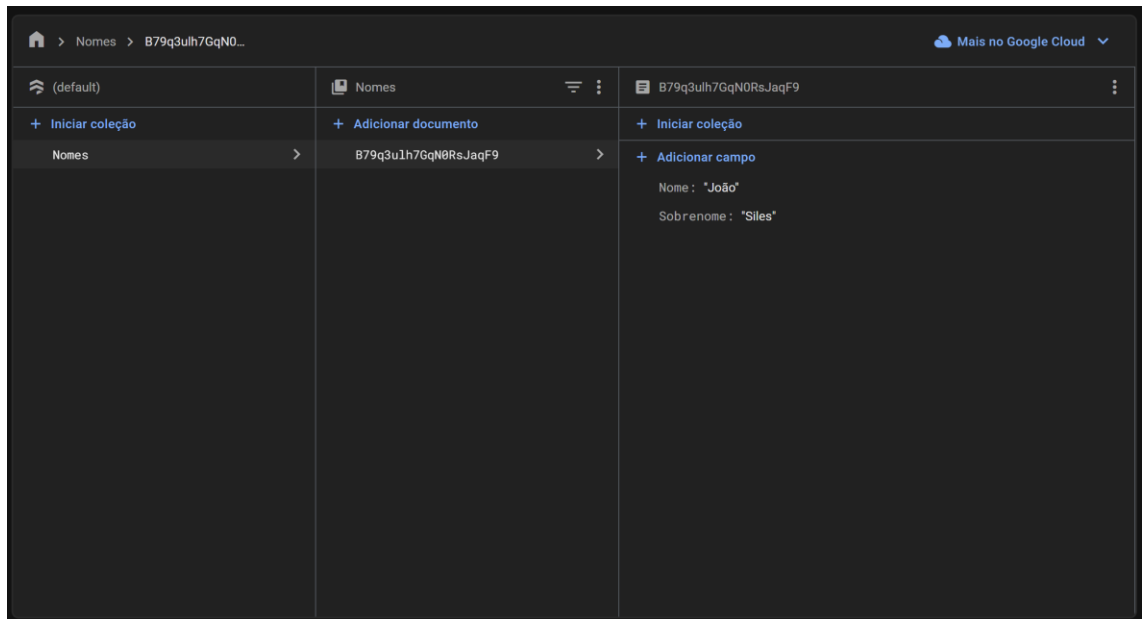 Nomes > B79q3ulh7GqN0...
Mais no Google Cloud
(default)
Nomes
B79q3ulh7GqN0RsJaqF9
+ Iniciar coleção
+ Adicionar documento
+ Iniciar coleção
Nomes
B79q3ulh7GqN0RsJaqF9
+ Adicionar campo
Nome: "João"
Sobrenome: "Siles"